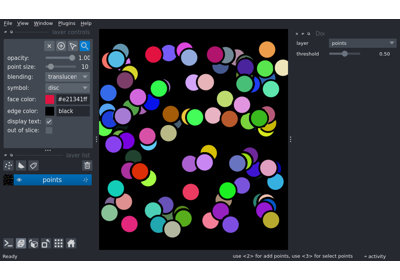 File View Window Plugins Help
layer controls
opacity: 1.00
point size: 10
blending: translucen
symbol: disc
face color: #e21341ff
edge color: black
display text:
out of slice:
layer list
points
layer points
threshold 0.50
Ready
use <2> for add points, use <3> for select points
activity